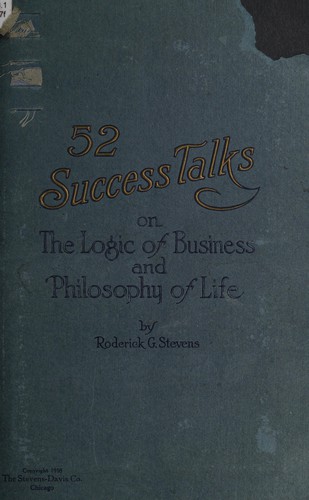 52
Success Talks
on
The Logic of Business
and
Philosophy of Life
by
Roderick G. Stevens
Copyright
The Stevens-Davis Co.
Chicago